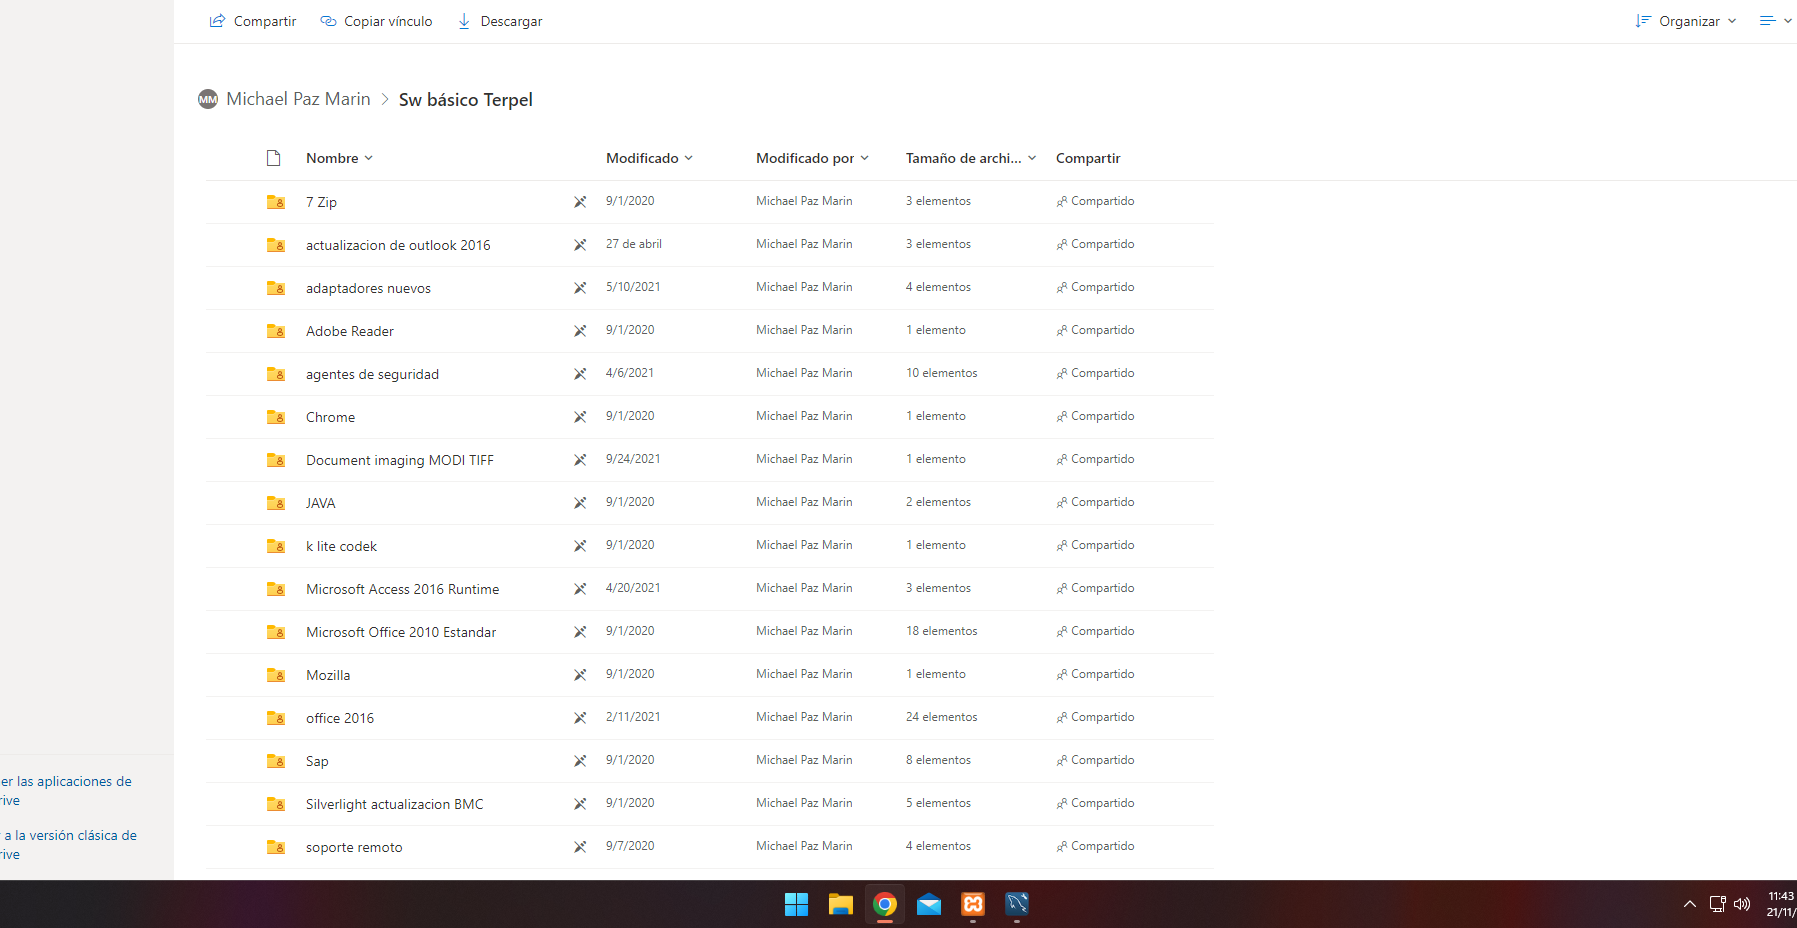 Compartir Copiar vínculo Descargar Organizar
MM Michael Paz Marin > Sw básico Terpel
Nombre Modificado Modificado por Tamaño de archi... Compartir
7 Zip 9/1/2020 Michael Paz Marin 3 elementos Compartido
actualizacion de outlook 2016 27 de abril Michael Paz Marin 3 elementos Compartido
adaptadores nuevos 5/10/2021 Michael Paz Marin 4 elementos Compartido
Adobe Reader 9/1/2020 Michael Paz Marin 1 elemento Compartido
agentes de seguridad 4/6/2021 Michael Paz Marin 10 elementos Compartido
Chrome 9/1/2020 Michael Paz Marin 1 elemento Compartido
Document imaging MODI TIFF 9/24/2021 Michael Paz Marin 1 elemento Compartido
JAVA 9/1/2020 Michael Paz Marin 2 elementos Compartido
k lite codek 9/1/2020 Michael Paz Marin 1 elemento Compartido
Microsoft Access 2016 Runtime 4/20/2021 Michael Paz Marin 3 elementos Compartido
Microsoft Office 2010 Estandar 9/1/2020 Michael Paz Marin 18 elementos Compartido
Mozilla 9/1/2020 Michael Paz Marin 1 elemento Compartido
office 2016 2/11/2021 Michael Paz Marin 24 elementos Compartido
Sap 9/1/2020 Michael Paz Marin 8 elementos Compartido
Silverlight actualizacion BMC 9/1/2020 Michael Paz Marin 5 elementos Compartido
soporte remoto 9/7/2020 Michael Paz Marin 4 elementos Compartido
er las aplicaciones de
rive
a la versión clásica de
rive
11:43
21/11/